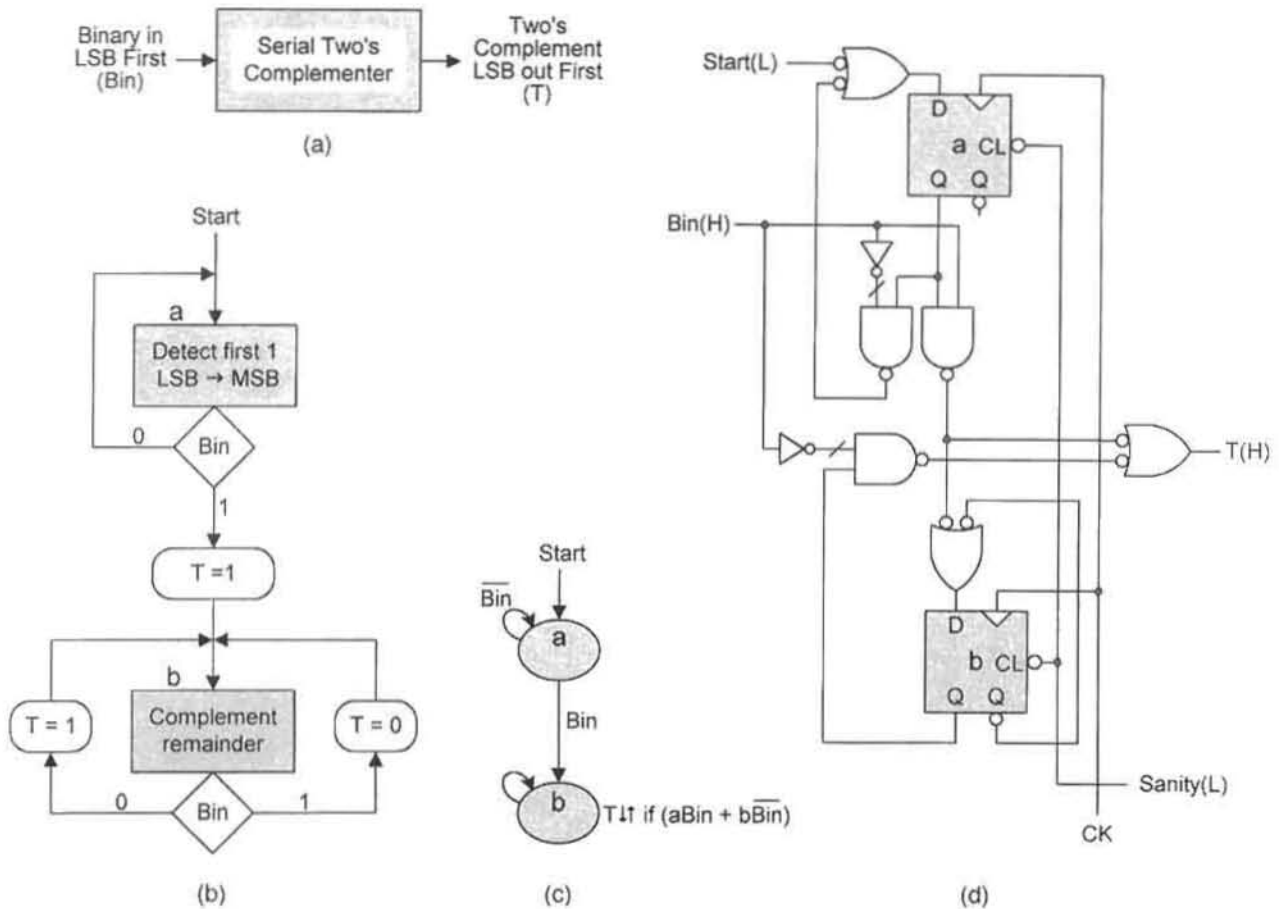 Binary in
LSB First
(Bin)
Serial Two's
Complementer
Two's
Complement
LSB out First
(T)
(a)
Start
a
Detect first 1
LSB → MSB
0
Bin
1
T =1
b
T = 1
Complement
remainder
T = 0
0
Bin
1
(b)
Start
B̅i̅n̅
a
Bin
b
T↓↑ if (aBin + bB̅i̅n̅)
(c)
Start(L)
D
a CL
Q Q
Bin(H)
T(H)
D
b CL
Q Q
Sanity(L)
CK
(d)